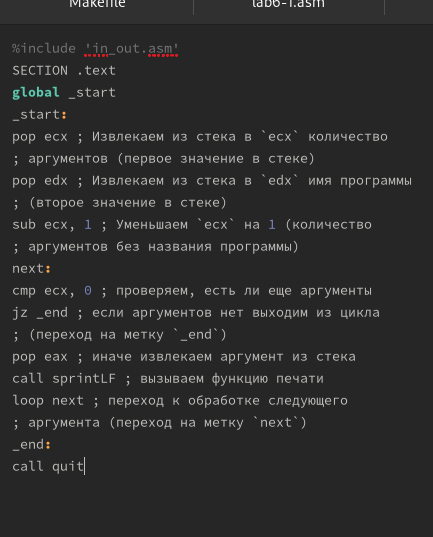 Makefile
lab6-1.asm
%include 'in_out.asm'
SECTION .text
global _start
_start:
pop ecx ; Извлекаем из стека в `ecx` количество
; аргументов (первое значение в стеке)
pop edx ; Извлекаем из стека в `edx` имя программы
; (второе значение в стеке)
sub ecx, 1 ; Уменьшаем `ecx` на 1 (количество
; аргументов без названия программы)
next:
cmp ecx, 0 ; проверяем, есть ли еще аргументы
jz _end ; если аргументов нет выходим из цикла
; (переход на метку `_end`)
pop eax ; иначе извлекаем аргумент из стека
call sprintLF ; вызываем функцию печати
loop next ; переход к обработке следующего
; аргумента (переход на метку `next`)
_end:
call quit